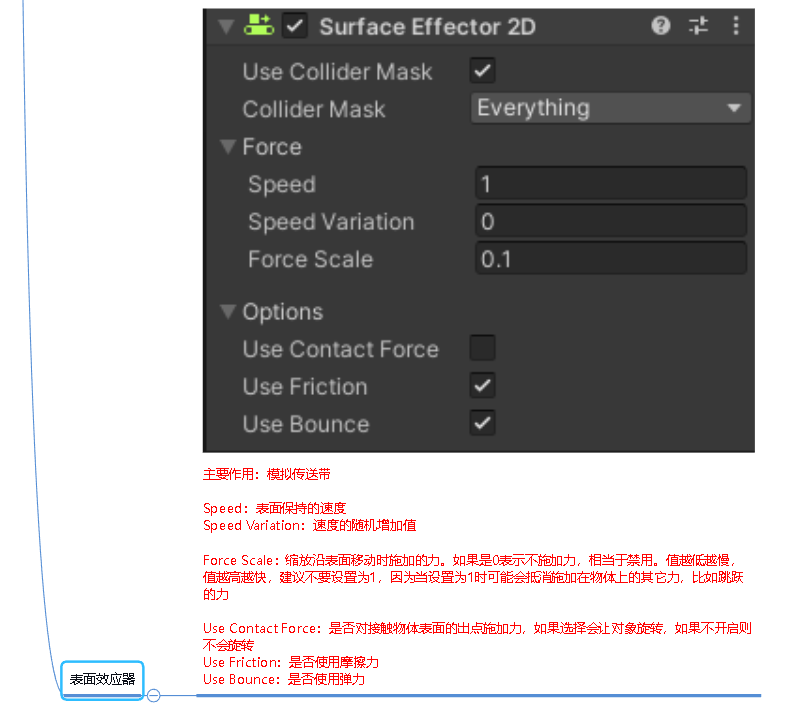 Surface Effector 2D
Use Collider Mask
Collider Mask Everything
Force
Speed 1
Speed Variation 0
Force Scale 0.1
Options
Use Contact Force
Use Friction
Use Bounce
主要作用：模拟传送带
Speed：表面保持的速度
Speed Variation：速度的随机增加值
Force Scale：缩放沿表面移动时施加的力。如果是0表示不施加力，相当于禁用。值越低越慢，
值越高越快，建议不要设置为1，因为当设置为1时可能会抵消施加在物体上的其它力，比如跳跃
的力
Use Contact Force：是否对接触物体表面的出点施加力，如果选择会让对象旋转，如果不开启则
不会旋转
Use Friction：是否使用摩擦力
Use Bounce：是否使用弹力
表面效应器